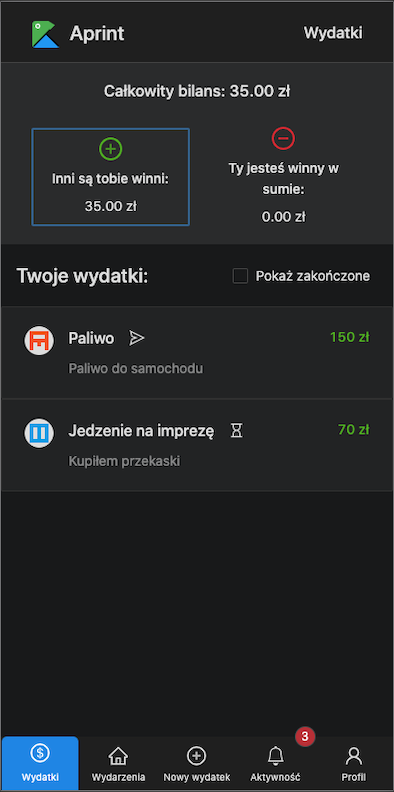 Aprint
Wydatki
Całkowity bilans: 35.00 zł
Inni są tobie winni:
35.00 zł
Ty jesteś winny w
sumie:
0.00 zł
Twoje wydatki:
Pokaż zakończone
Paliwo
150 zł
Paliwo do samochodu
Jedzenie na imprezę
70 zł
Kupiłem przekaski
3
Wydatki
Wydarzenia
Nowy wydatek
Aktywność
Profil